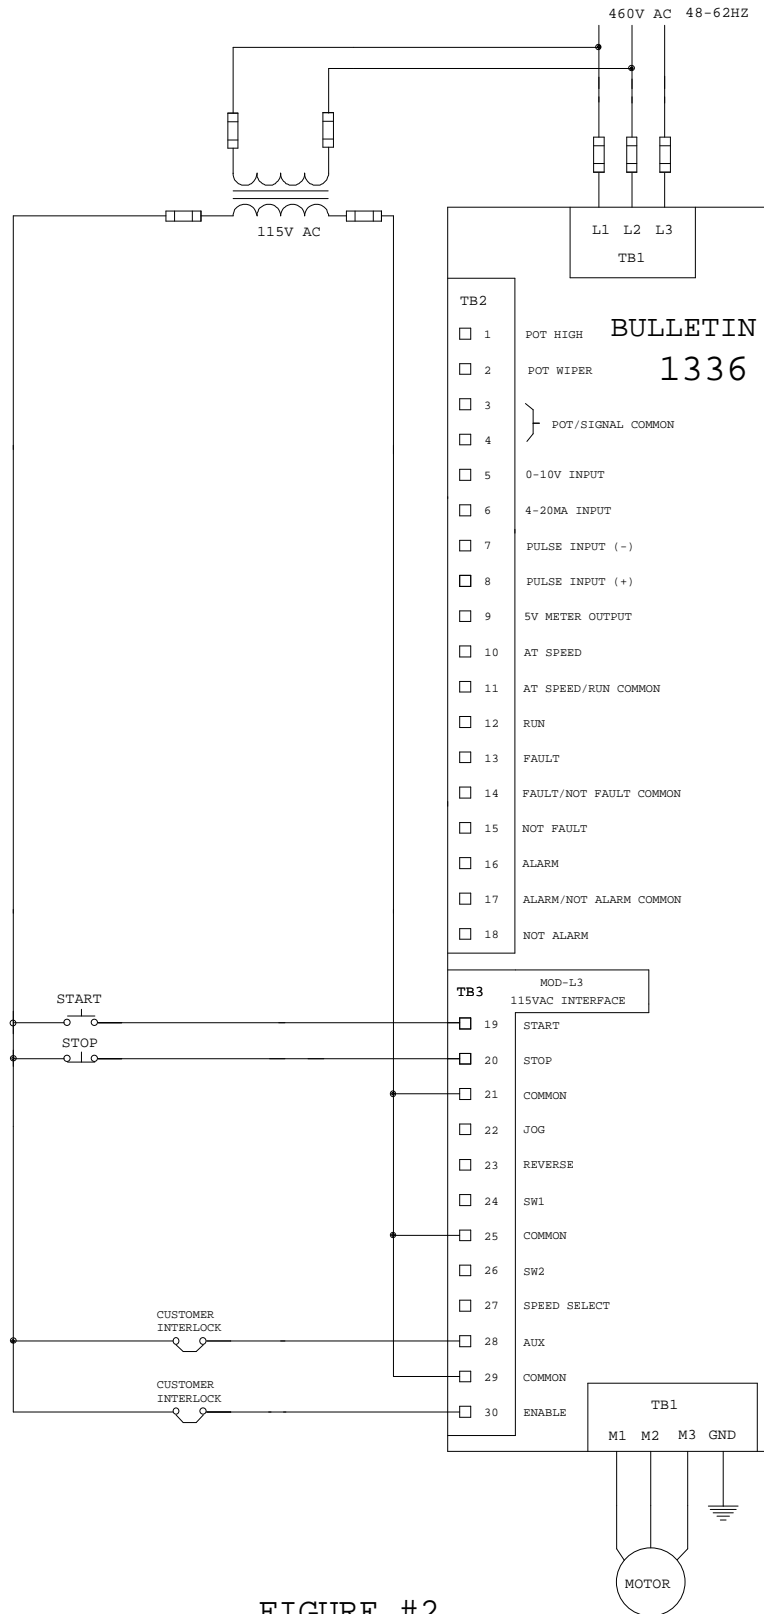 460V AC 48-62HZ
115V AC
L1 L2 L3
TB1
TB2
BULLETIN
1336
1 POT HIGH
2 POT WIPER
3
POT/SIGNAL COMMON
4
5 0-10V INPUT
6 4-20MA INPUT
7 PULSE INPUT (-)
8 PULSE INPUT (+)
9 5V METER OUTPUT
10 AT SPEED
11 AT SPEED/RUN COMMON
12 RUN
13 FAULT
14 FAULT/NOT FAULT COMMON
15 NOT FAULT
16 ALARM
17 ALARM/NOT ALARM COMMON
18 NOT ALARM
TB3
MOD-L3
115VAC INTERFACE
START
19 START
STOP
20 STOP
21 COMMON
22 JOG
23 REVERSE
24 SW1
25 COMMON
26 SW2
27 SPEED SELECT
CUSTOMER
INTERLOCK
28 AUX
29 COMMON
CUSTOMER
INTERLOCK
30 ENABLE
TB1
M1 M2 M3 GND
MOTOR
FIGURE #2